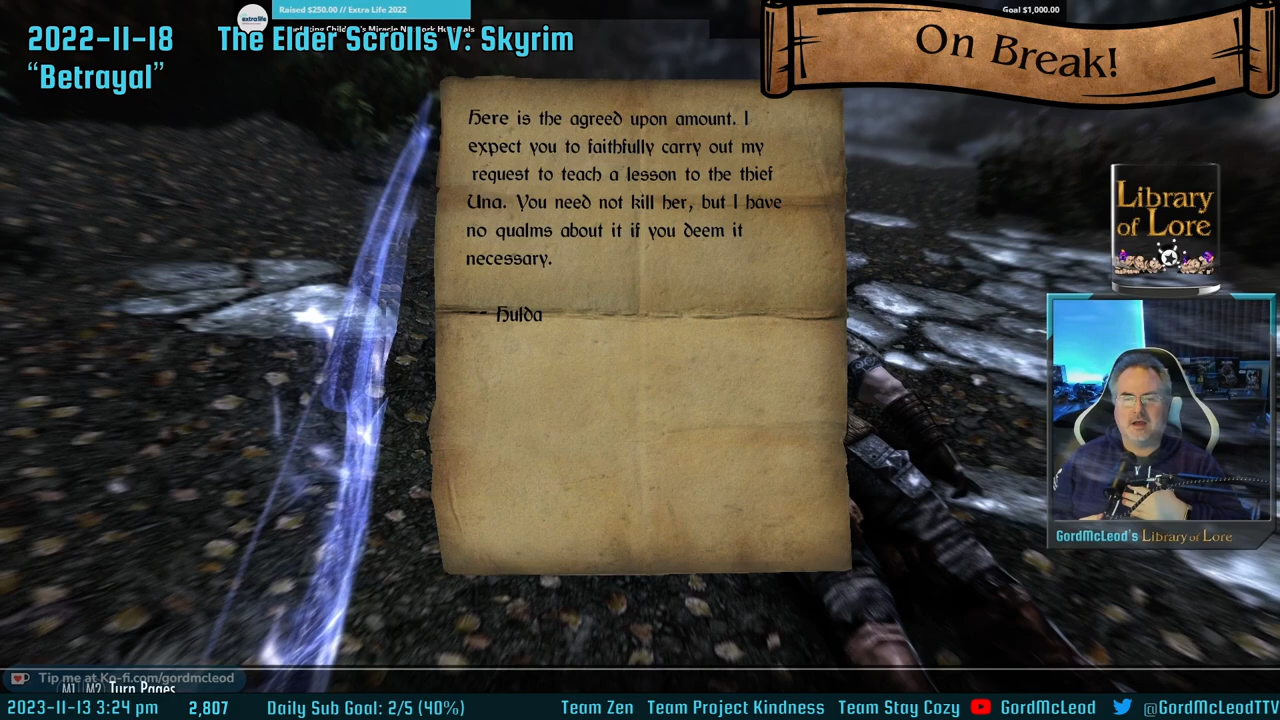 Raised $250.00 // Extra Life 2022
Goal $1,000.00
extralife
2022-11-18 The Elder Scrolls V: Skyrim
“Betrayal”
On Break!
Here is the agreed upon amount. I
expect you to faithfully carry out my
request to teach a lesson to the thief
Una. You need not kill her, but I have
no qualms about it if you deem it
necessary.
-- Hulda
Library
of Lore
GordMcLeod's Library of Lore
Tip me at Ko-fi.com/gordmcleod
M1 M2 Turn Pages
2023-11-13 3:24 pm 2,807 Daily Sub Goal: 2/5 (40%) Team Zen Team Project Kindness Team Stay Cozy GordMcLeod @GordMcLeodTTV